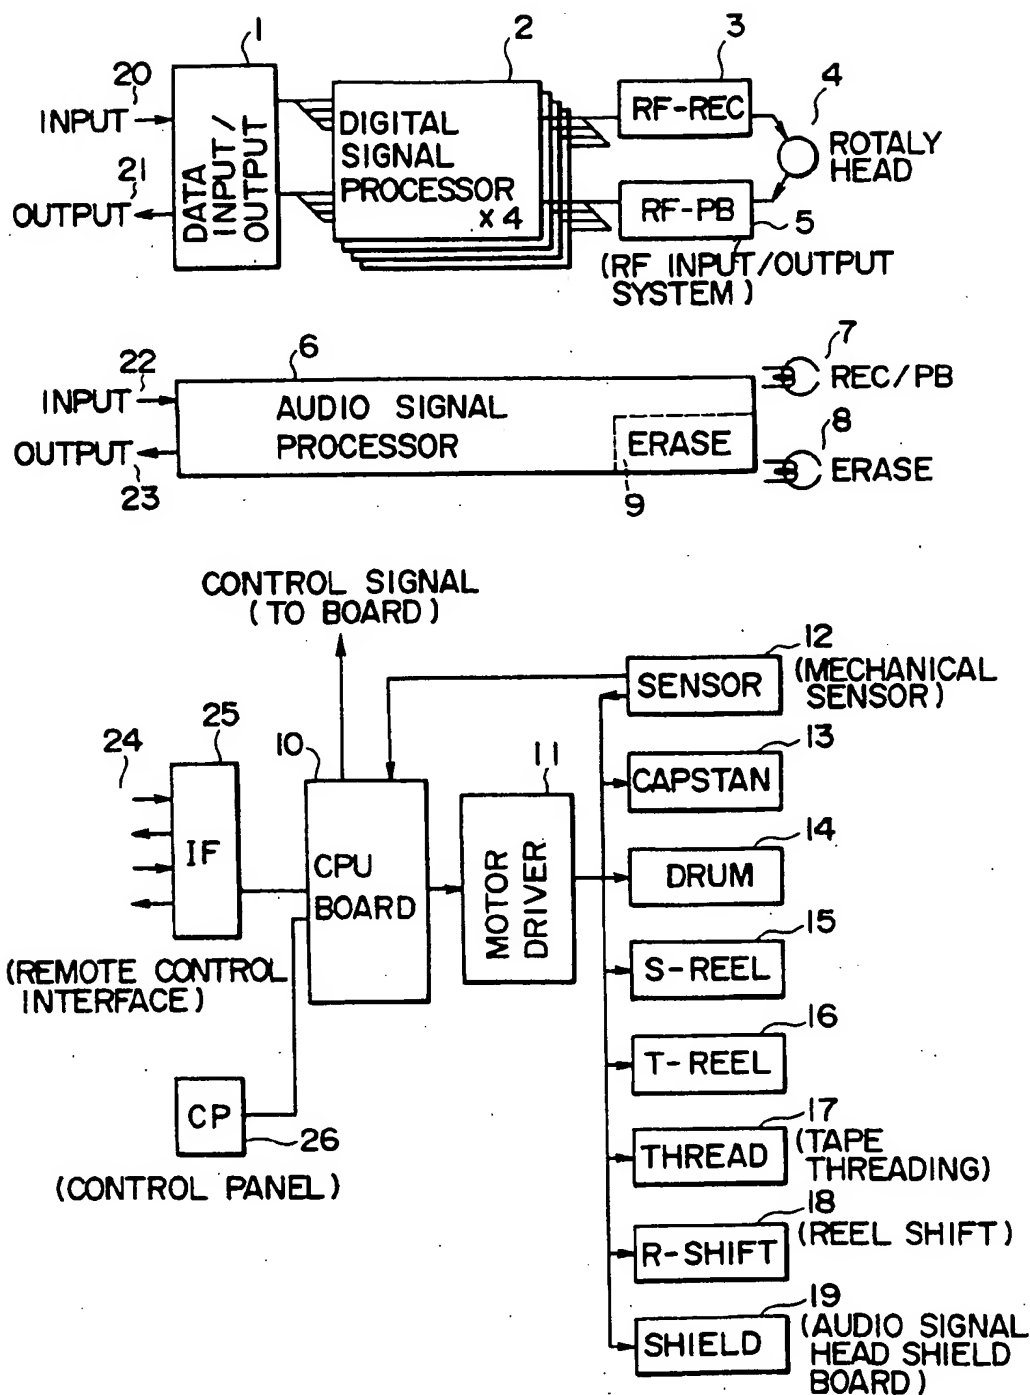 1
2
3
4
20
INPUT
21
OUTPUT
DATA
INPUT/
OUTPUT
DIGITAL
SIGNAL
PROCESSOR
×4
RF-REC
ROTALY
HEAD
RF-PB
5
(RF INPUT/OUTPUT
SYSTEM)
6
7
22
INPUT
OUTPUT
23
AUDIO SIGNAL
PROCESSOR
ERASE
9
REC/PB
8
ERASE
CONTROL SIGNAL
(TO BOARD)
12
SENSOR
(MECHANICAL
SENSOR)
24
25
IF
(REMOTE CONTROL
INTERFACE)
10
CPU
BOARD
11
MOTOR
DRIVER
13
CAPSTAN
14
DRUM
15
S-REEL
16
T-REEL
CP
26
(CONTROL PANEL)
17
THREAD
(TAPE
THREADING)
18
R-SHIFT
(REEL SHIFT)
19
SHIELD
(AUDIO SIGNAL
HEAD SHIELD
BOARD)